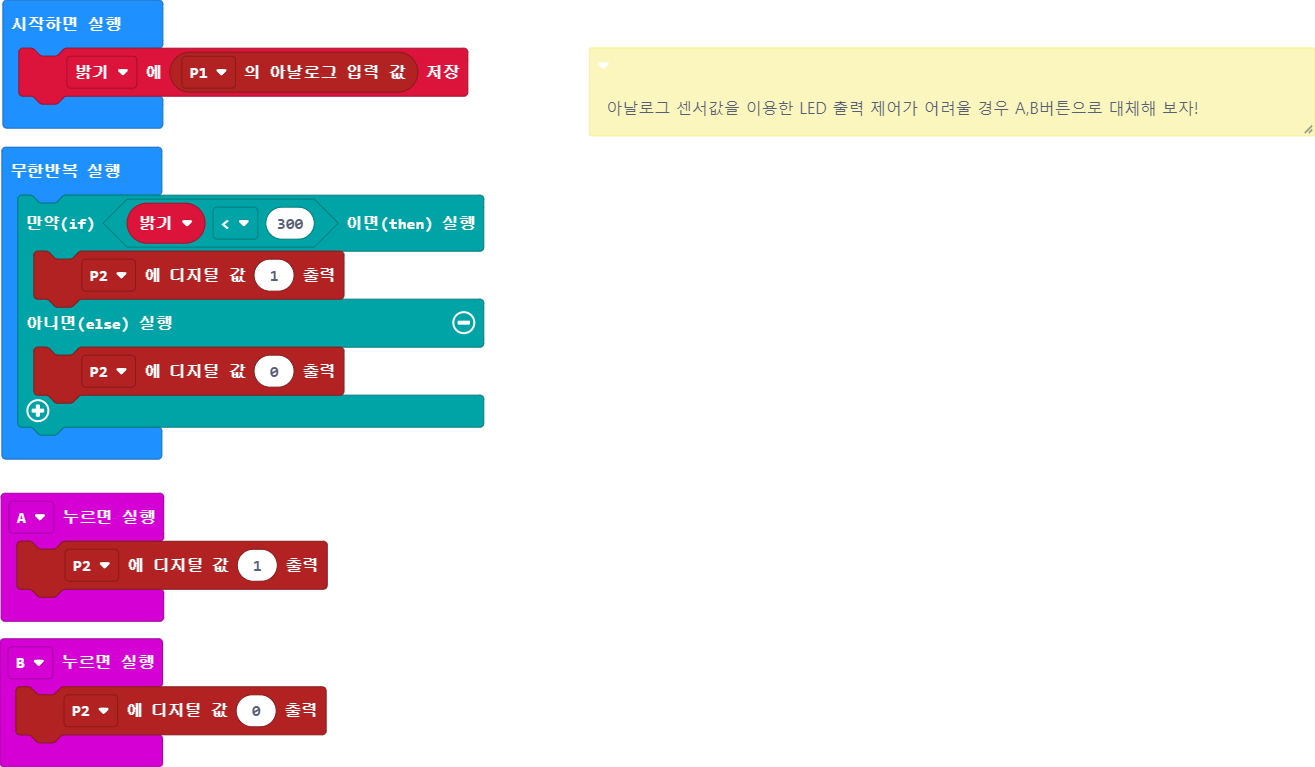 시작하면 실행
밝기 에 P1 의 아날로그 입력 값 저장
아날로그 센서값을 이용한 LED 출력 제어가 어려울 경우 A,B버튼으로 대체해 보자!
무한반복 실행
만약(if) 밝기 < 300 이면(then) 실행
P2 에 디지털 값 1 출력
아니면(else) 실행
P2 에 디지털 값 0 출력
A 누르면 실행
P2 에 디지털 값 1 출력
B 누르면 실행
P2 에 디지털 값 0 출력